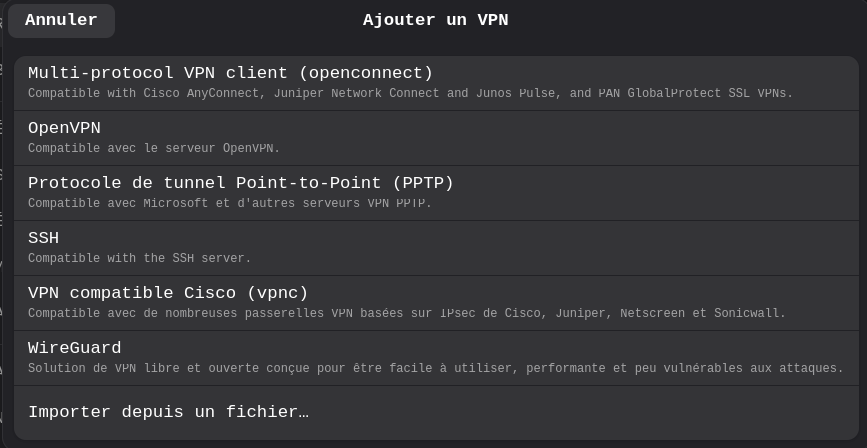 Annuler
Ajouter un VPN
Multi-protocol VPN client (openconnect)
Compatible with Cisco AnyConnect, Juniper Network Connect and Junos Pulse, and PAN GlobalProtect SSL VPNs.
OpenVPN
Compatible avec le serveur OpenVPN.
Protocole de tunnel Point-to-Point (PPTP)
Compatible avec Microsoft et d'autres serveurs VPN PPTP.
SSH
Compatible with the SSH server.
VPN compatible Cisco (vpnc)
Compatible avec de nombreuses passerelles VPN basées sur IPsec de Cisco, Juniper, Netscreen et Sonicwall.
WireGuard
Solution de VPN libre et ouverte conçue pour être facile à utiliser, performante et peu vulnérables aux attaques.
Importer depuis un fichier…